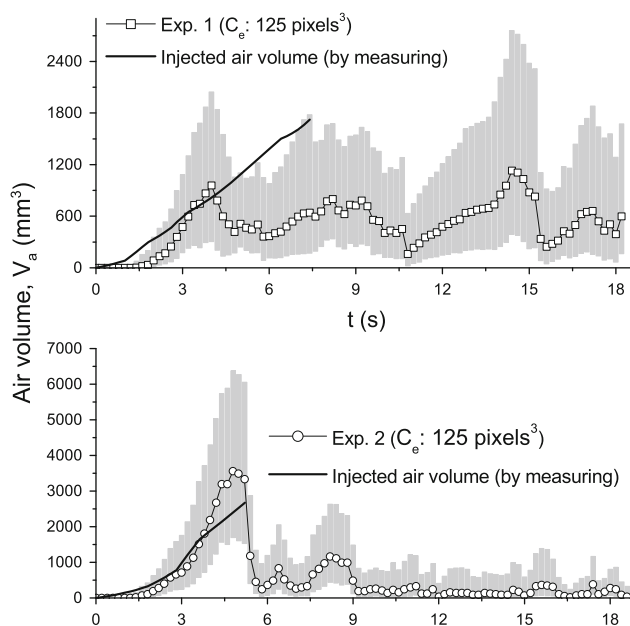 Exp. 1 (Cₑ: 125 pixels³)
Injected air volume (by measuring)
2400
1800
1200
600
0
0 3 6 9 12 15 18
t (s)
Air volume, Vₐ (mm³)
7000
6000
5000
4000
3000
2000
1000
0
Exp. 2 (Cₑ: 125 pixels³)
Injected air volume (by measuring)
0 3 6 9 12 15 18